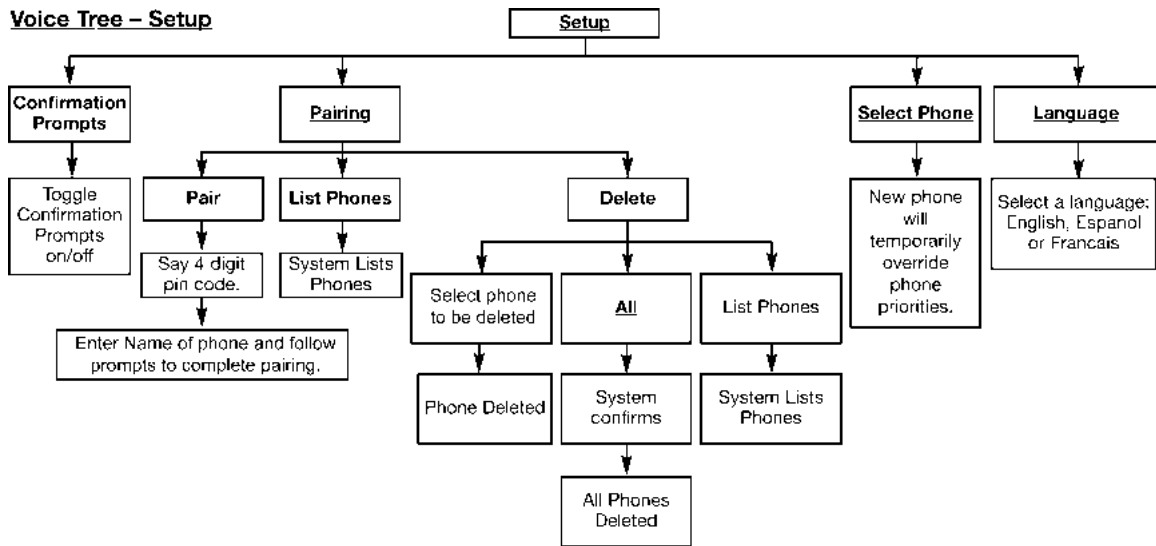 Voice Tree – Setup
Setup
Confirmation
Prompts
Pairing
Select Phone
Language
Toggle
Confirmation
Prompts
on/off
Pair
List Phones
Delete
New phone
will
temporarily
override
phone
priorities.
Select a language:
English, Espanol
or Francais
Say 4 digit
pin code.
System Lists
Phones
Select phone
to be deleted
All
List Phones
Enter Name of phone and follow
prompts to complete pairing.
Phone Deleted
System
confirms
System Lists
Phones
All Phones
Deleted